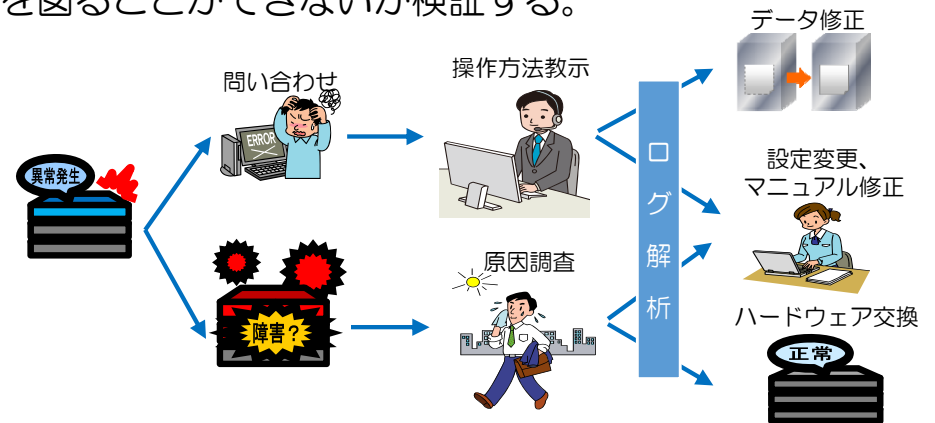 を図ることができないか検証する。
データ修正
問い合わせ
操作方法教示
ERROR
異常発生
ログ解析
設定変更、
マニュアル修正
原因調査
障害？
ハードウェア交換
正常